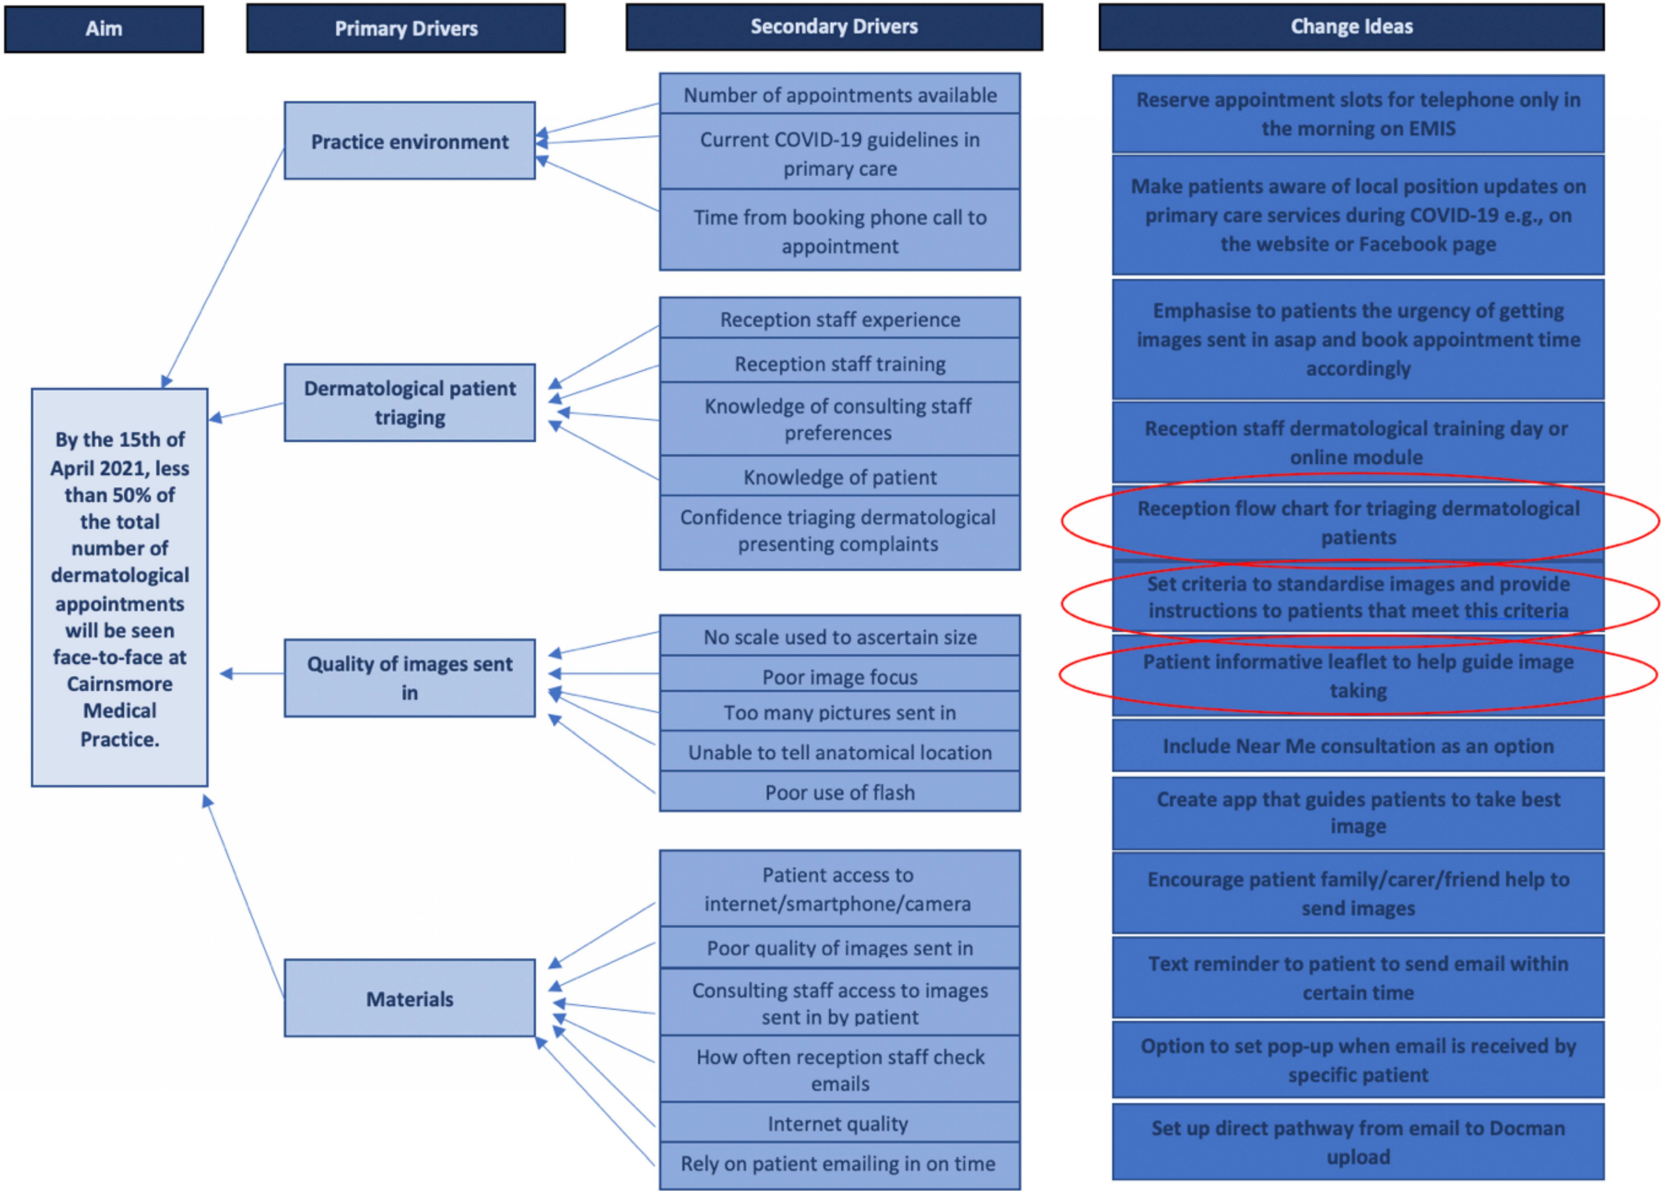 Aim
Primary Drivers
Secondary Drivers
Change Ideas
By the 15th of
April 2021, less
than 50% of
the total
number of
dermatological
appointments
will be seen
face-to-face at
Cairnsmore
Medical
Practice.
Practice environment
Dermatological patient
triaging
Quality of images sent
in
Materials
Number of appointments available
Current COVID-19 guidelines in
primary care
Time from booking phone call to
appointment
Reception staff experience
Reception staff training
Knowledge of consulting staff
preferences
Knowledge of patient
Confidence triaging dermatological
presenting complaints
No scale used to ascertain size
Poor image focus
Too many pictures sent in
Unable to tell anatomical location
Poor use of flash
Patient access to
internet/smartphone/camera
Poor quality of images sent in
Consulting staff access to images
sent in by patient
How often reception staff check
emails
Internet quality
Rely on patient emailing in on time
Reserve appointment slots for telephone only in
the morning on EMIS
Make patients aware of local position updates on
primary care services during COVID-19 e.g., on
the website or Facebook page
Emphasise to patients the urgency of getting
images sent in asap and book appointment time
accordingly
Reception staff dermatological training day or
online module
Reception flow chart for triaging dermatological
patients
Set criteria to standardise images and provide
instructions to patients that meet this criteria
Patient informative leaflet to help guide image
taking
Include Near Me consultation as an option
Create app that guides patients to take best
image
Encourage patient family/carer/friend help to
send images
Text reminder to patient to send email within
certain time
Option to set pop-up when email is received by
specific patient
Set up direct pathway from email to Docman
upload